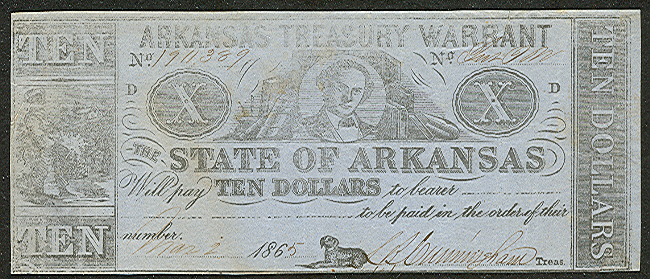 ARKANSAS TREASURY WARRANT
TEN
No. No.
D X X D
THE STATE OF ARKANSAS
Will pay TEN DOLLARS to bearer
to be paid in the order of their
number.
TEN
1865 Treas.
TEN DOLLARS